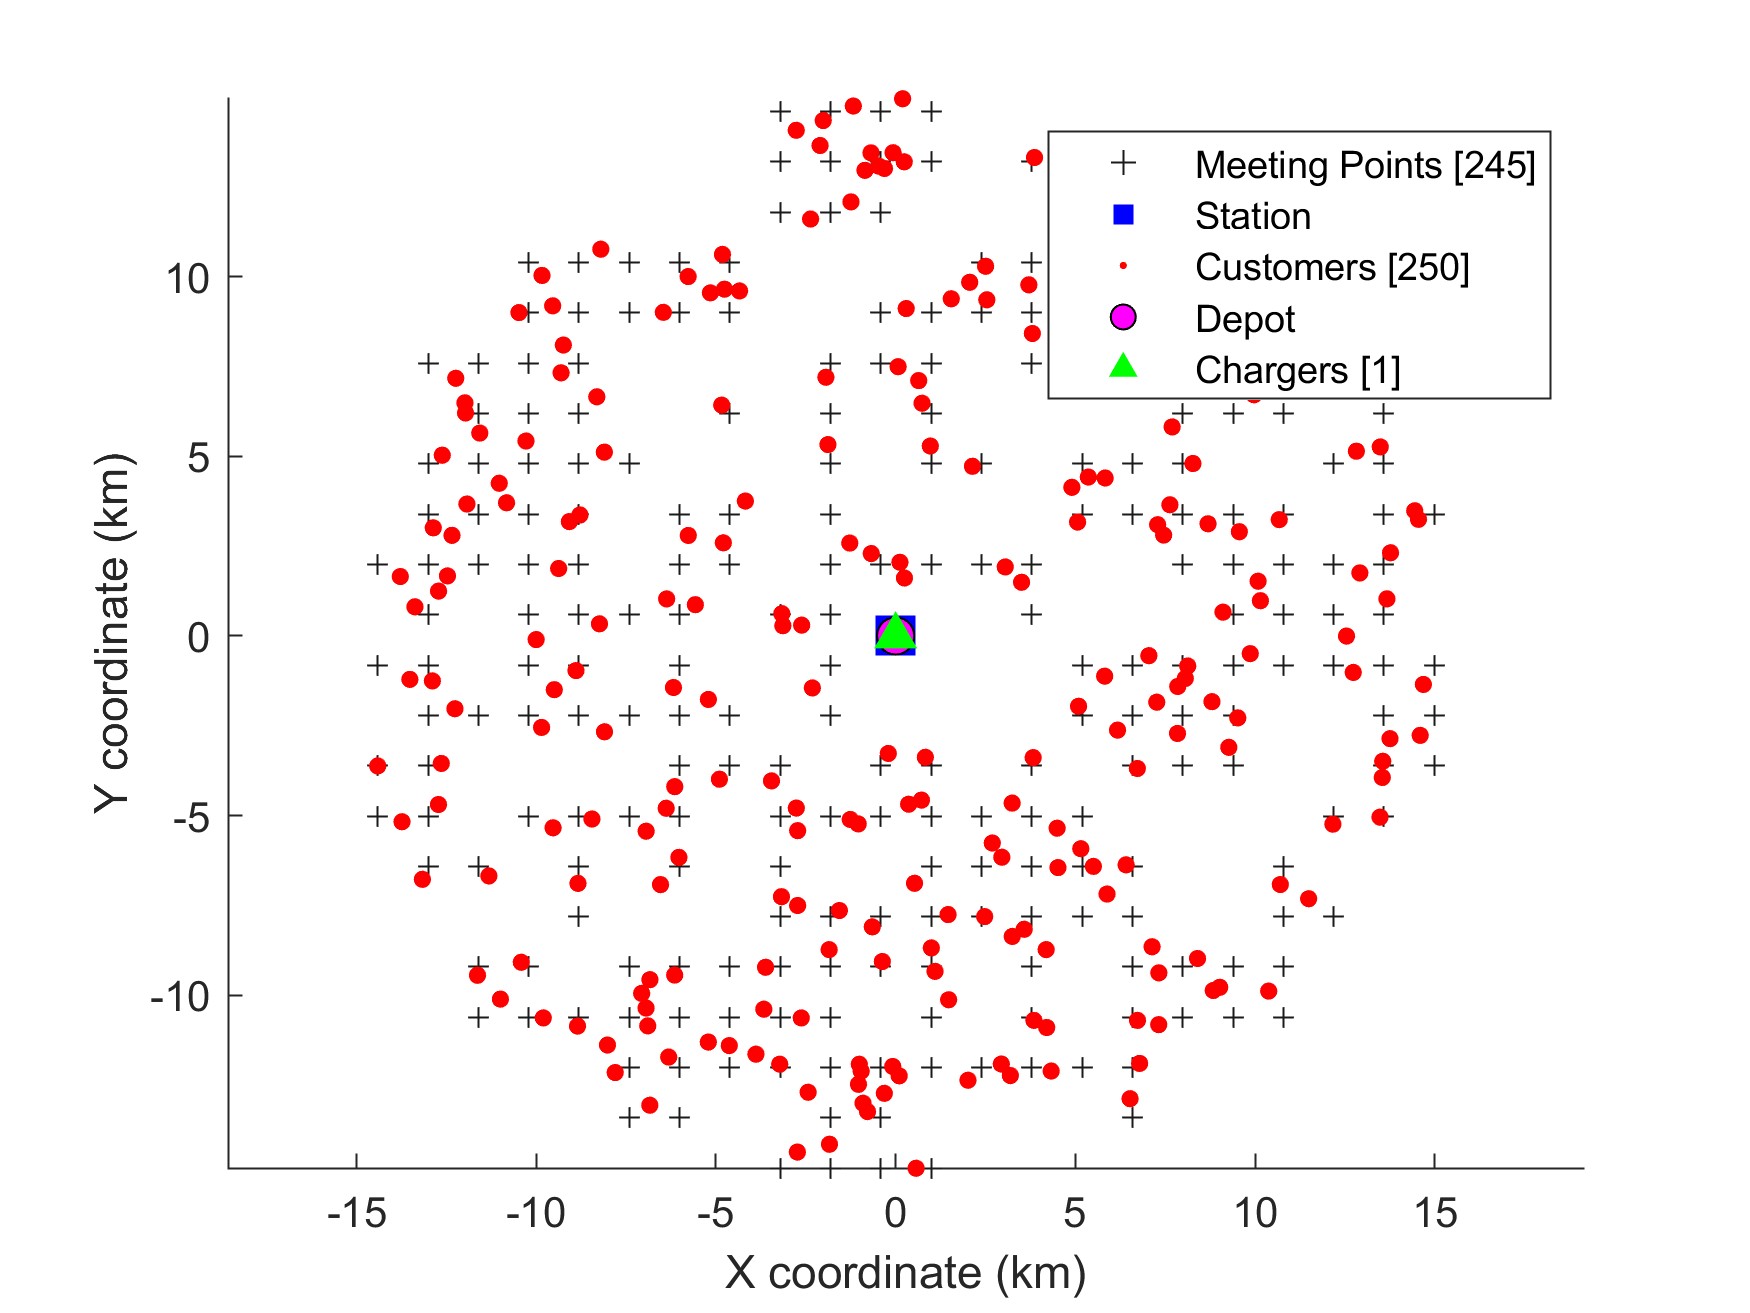 Meeting Points [245]
Station
Customers [250]
Depot
Chargers [1]
10
5
0
-5
-10
Y coordinate (km)
-15 -10 -5 0 5 10 15
X coordinate (km)